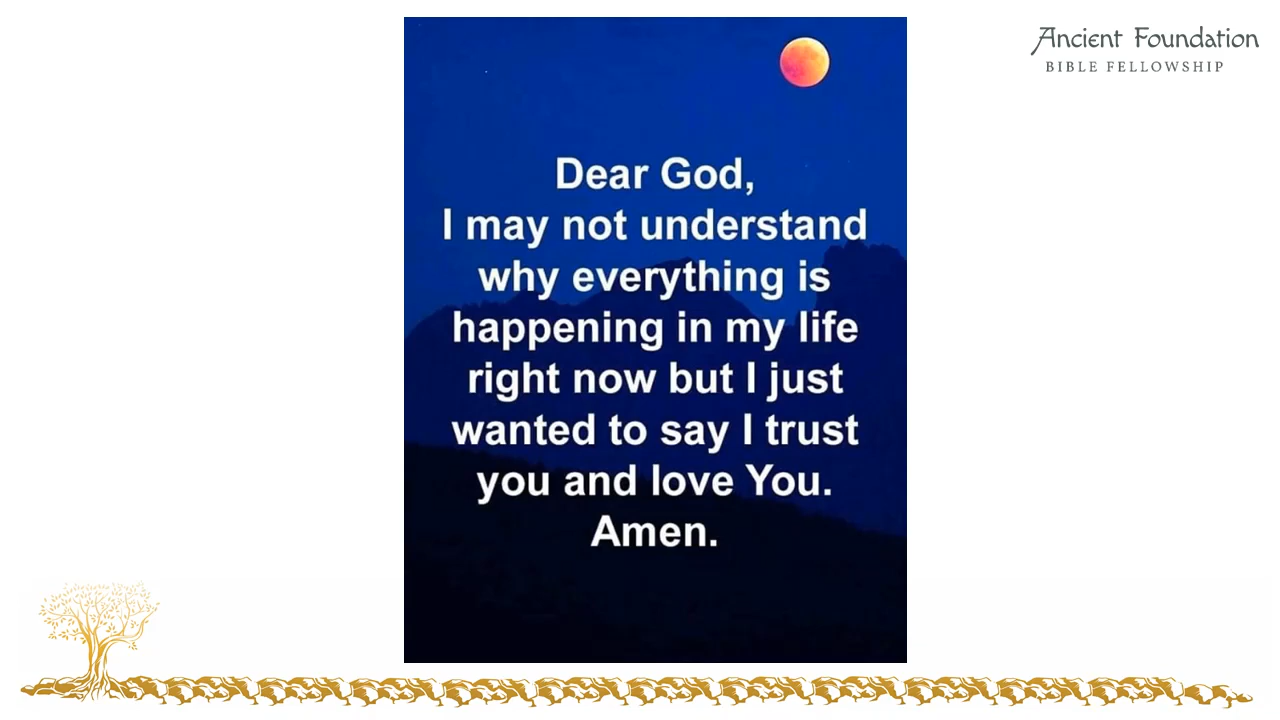 Ancient Foundation
BIBLE FELLOWSHIP
Dear God,
I may not understand
why everything is
happening in my life
right now but I just
wanted to say I trust
you and love You.
Amen.